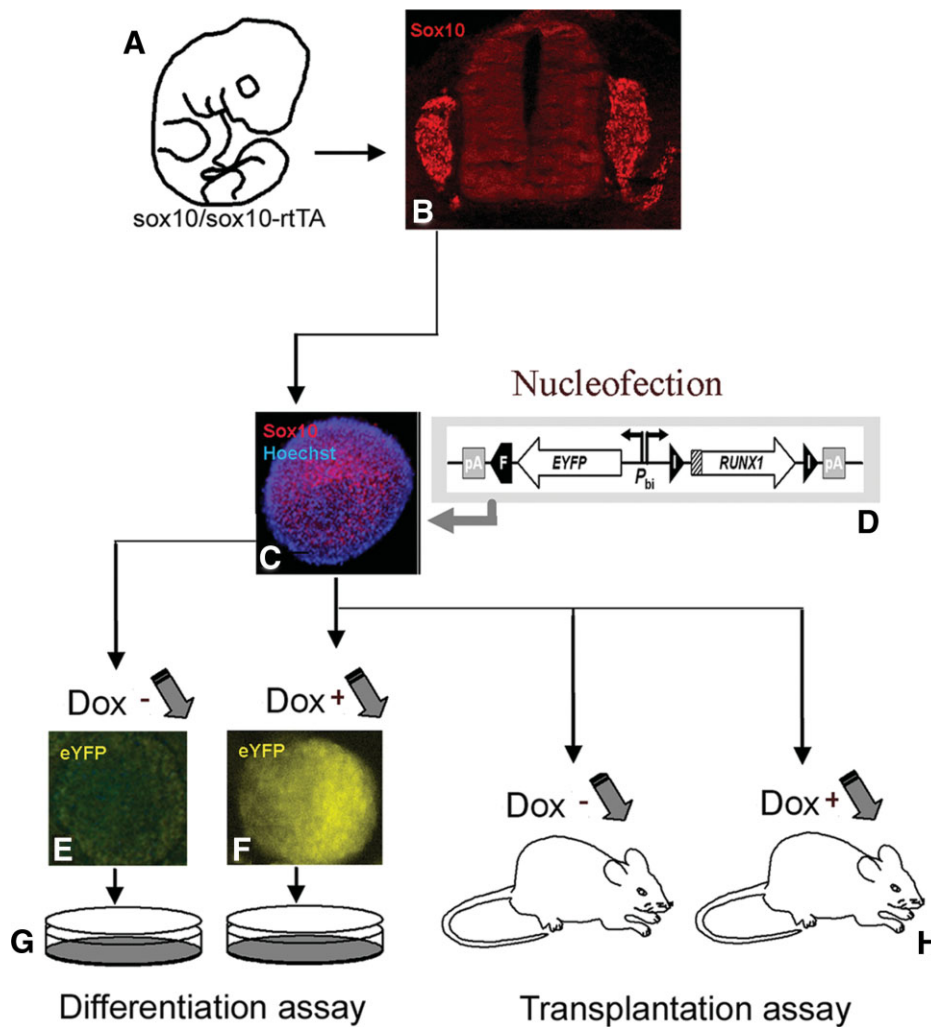 A
sox10/sox10-rtTA
Sox10
B
Nucleofection
Sox10
Hoechst
C
pA F EYFP Pbi I RUNX1 I pA
D
Dox -
Dox +
eYFP
E
eYFP
F
Dox -
Dox +
G
H
Differentiation assay
Transplantation assay